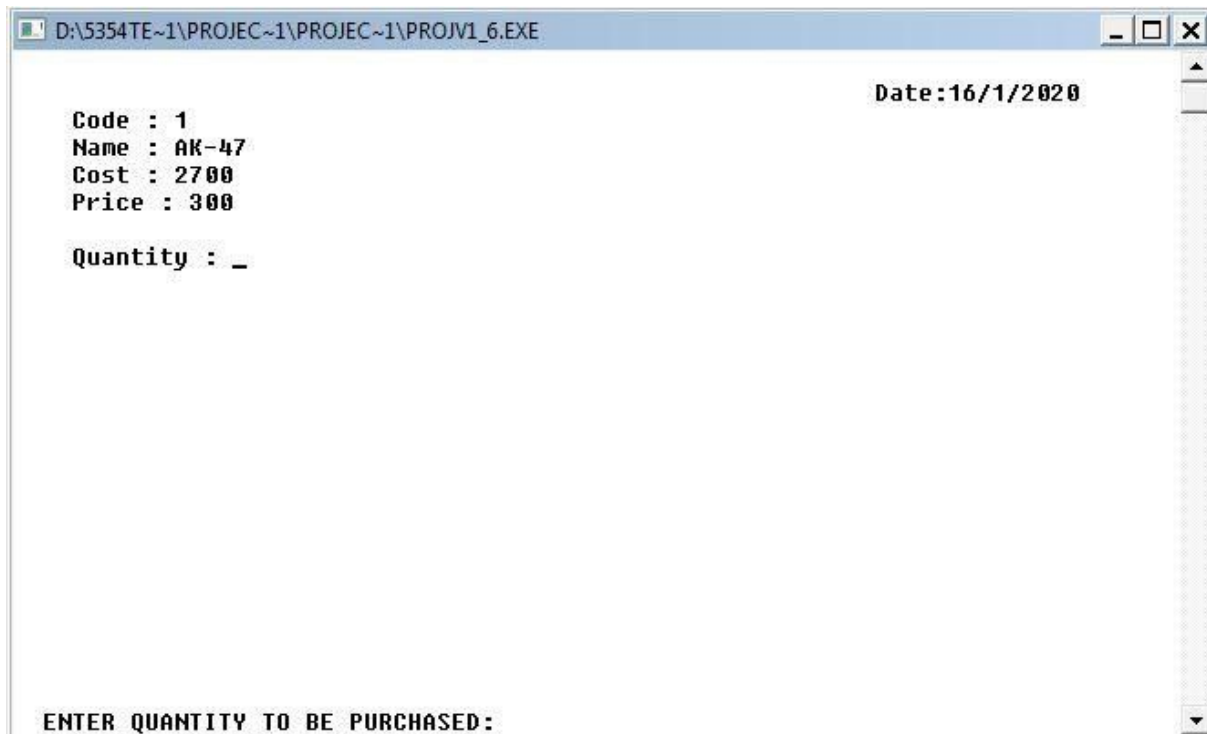 D:\5354TE~1\PROJEC~1\PROJEC~1\PROJV1_6.EXE
Date:16/1/2020
Code : 1
Name : AK-47
Cost : 2700
Price : 300
Quantity : _
ENTER QUANTITY TO BE PURCHASED: